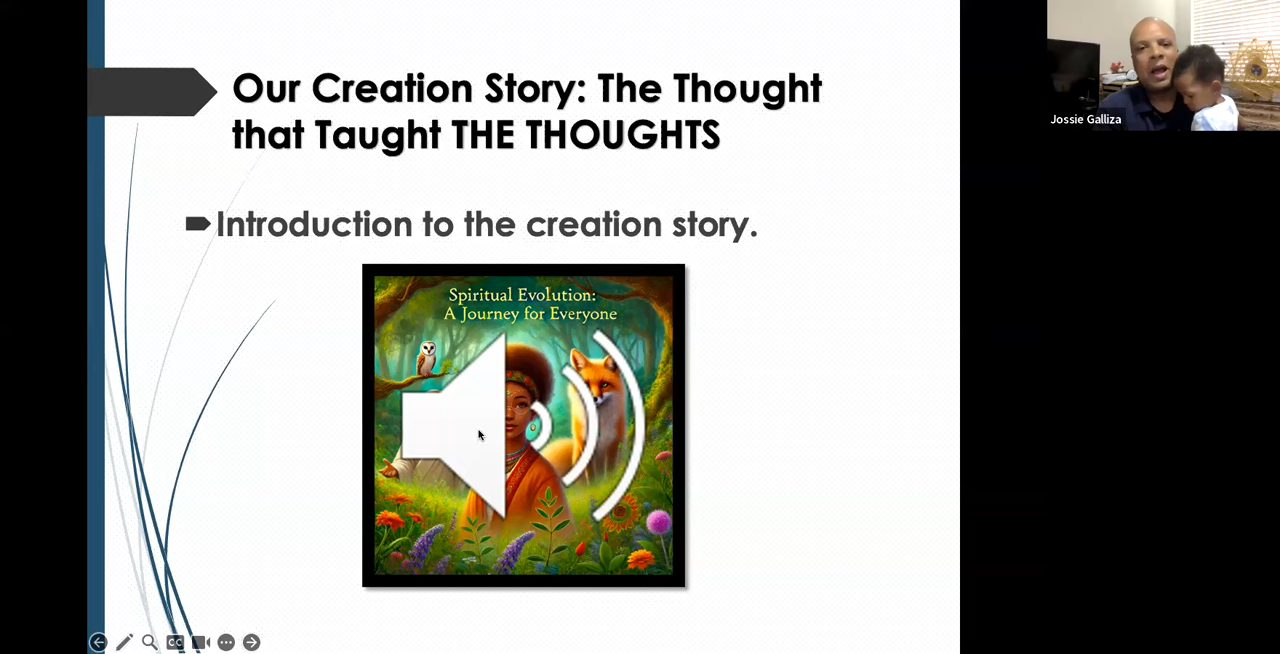 Our Creation Story: The Thought
that Taught THE THOUGHTS
Introduction to the creation story.
Spiritual Evolution:
A Journey for Everyone
Jossie Galliza
CC